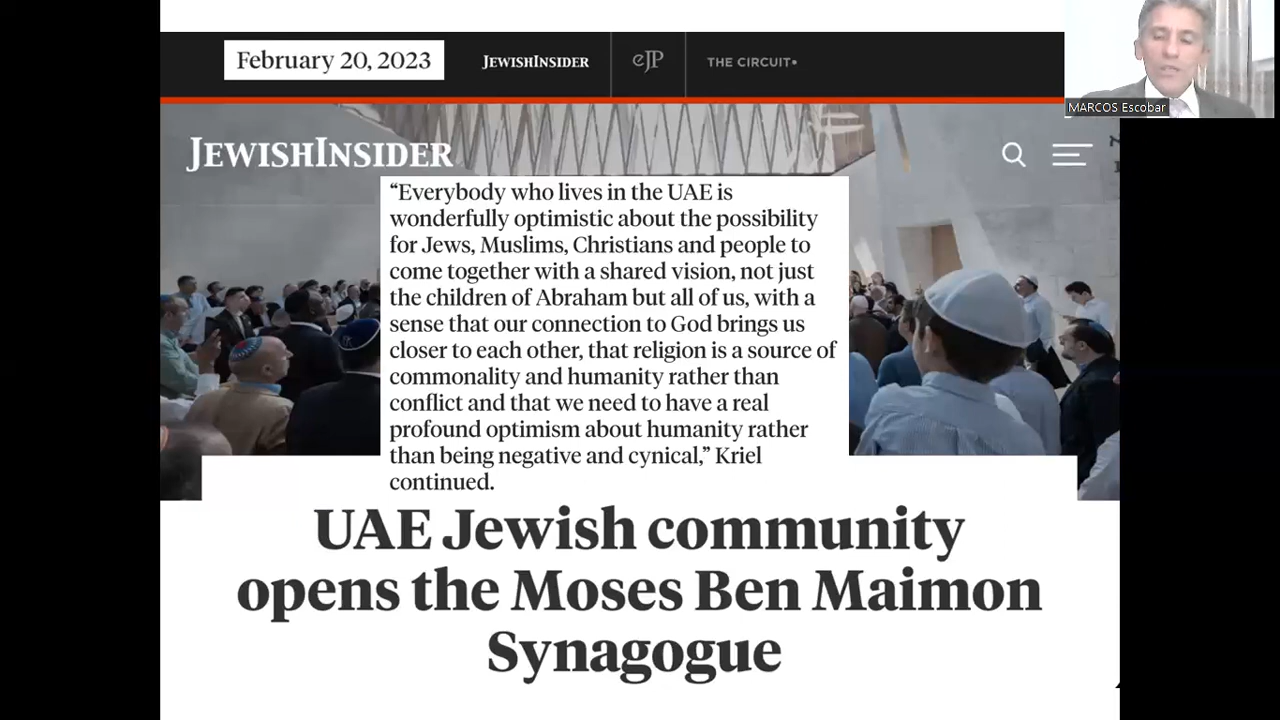 February 20, 2023
JEWISHINSIDER
eJP
THE CIRCUIT
MARCOS Escobar
JEWISHINSIDER
“Everybody who lives in the UAE is
wonderfully optimistic about the possibility
for Jews, Muslims, Christians and people to
come together with a shared vision, not just
the children of Abraham but all of us, with a
sense that our connection to God brings us
closer to each other, that religion is a source of
commonality and humanity rather than
conflict and that we need to have a real
profound optimism about humanity rather
than being negative and cynical,” Kriel
continued.
UAE Jewish community
opens the Moses Ben Maimon
Synagogue